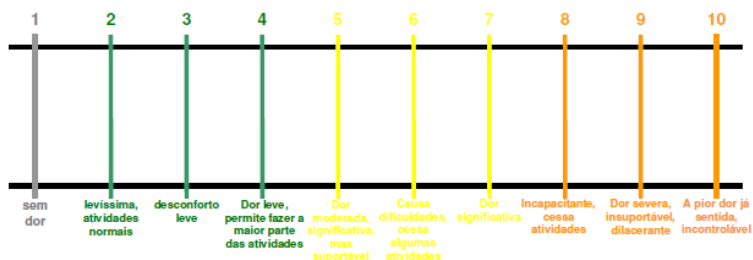 1 2 3 4 5 6 7 8 9 10
sem
dor
levíssima,
atividades
normais
desconforto
leve
Dor leve,
permite fazer a
maior parte
das atividades
Dor
moderada,
significativa,
mas
suportável
Causa
dificuldades,
cessa
algumas
atividades
Dor
significativa
Incapacitante,
cessa
atividades
Dor severa,
insuportável,
dilacerante
A pior dor já
sentida,
incontrolável